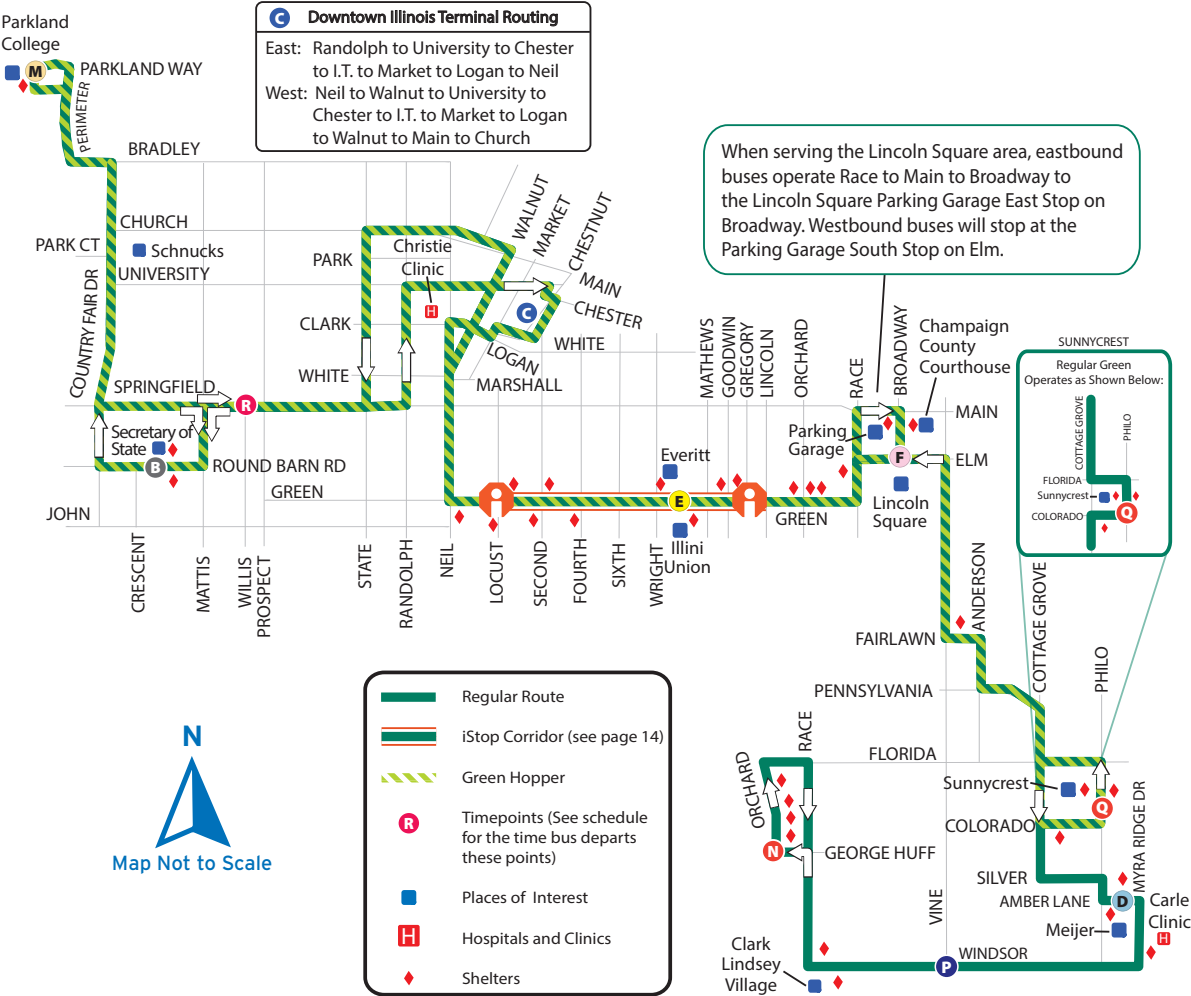 Parkland
College
M
PARKLAND WAY
PERIMETER
BRADLEY
C Downtown Illinois Terminal Routing
East: Randolph to University to Chester
to I.T. to Market to Logan to Neil
West: Neil to Walnut to University to
Chester to I.T. to Market to Logan
to Walnut to Main to Church
When serving the Lincoln Square area, eastbound
buses operate Race to Main to Broadway to
the Lincoln Square Parking Garage East Stop on
Broadway. Westbound buses will stop at the
Parking Garage South Stop on Elm.
CHURCH
PARK CT
Schnucks
UNIVERSITY
COUNTRY FAIR DR
PARK
Christie
Clinic
H
CLARK
WHITE
WALNUT
MARKET
CHESTNUT
MAIN
CHESTER
C
LOGAN
WHITE
MARSHALL
SPRINGFIELD
R
Secretary of
State
B
ROUND BARN RD
GREEN
JOHN
CRESCENT
MATTIS
WILLIS
PROSPECT
STATE
RANDOLPH
NEIL
LOCUST
SECOND
FOURTH
SIXTH
WRIGHT
MATHEWS
GOODWIN
GREGORY
LINCOLN
ORCHARD
RACE
BROADWAY
Champaign
County
Courthouse
MAIN
Parking
Garage
F
ELM
Lincoln
Square
Everitt
E
Illini
Union
GREEN
SUNNYCREST
Regular Green
Operates as Shown Below:
COTTAGE GROVE
PHILO
FLORIDA
Sunnycrest
Q
COLORADO
ANDERSON
FAIRLAWN
PENNSYLVANIA
COTTAGE GROVE
PHILO
FLORIDA
Sunnycrest
Q
COLORADO
MYRA RIDGE DR
SILVER
AMBER LANE
D
Carle
Clinic
H
Meijer
WINDSOR
P
VINE
RACE
ORCHARD
N
GEORGE HUFF
Clark
Lindsey
Village
N
Map Not to Scale
Regular Route
iStop Corridor (see page 14)
Green Hopper
R
Timepoints (See schedule
for the time bus departs
these points)
Places of Interest
H
Hospitals and Clinics
Shelters